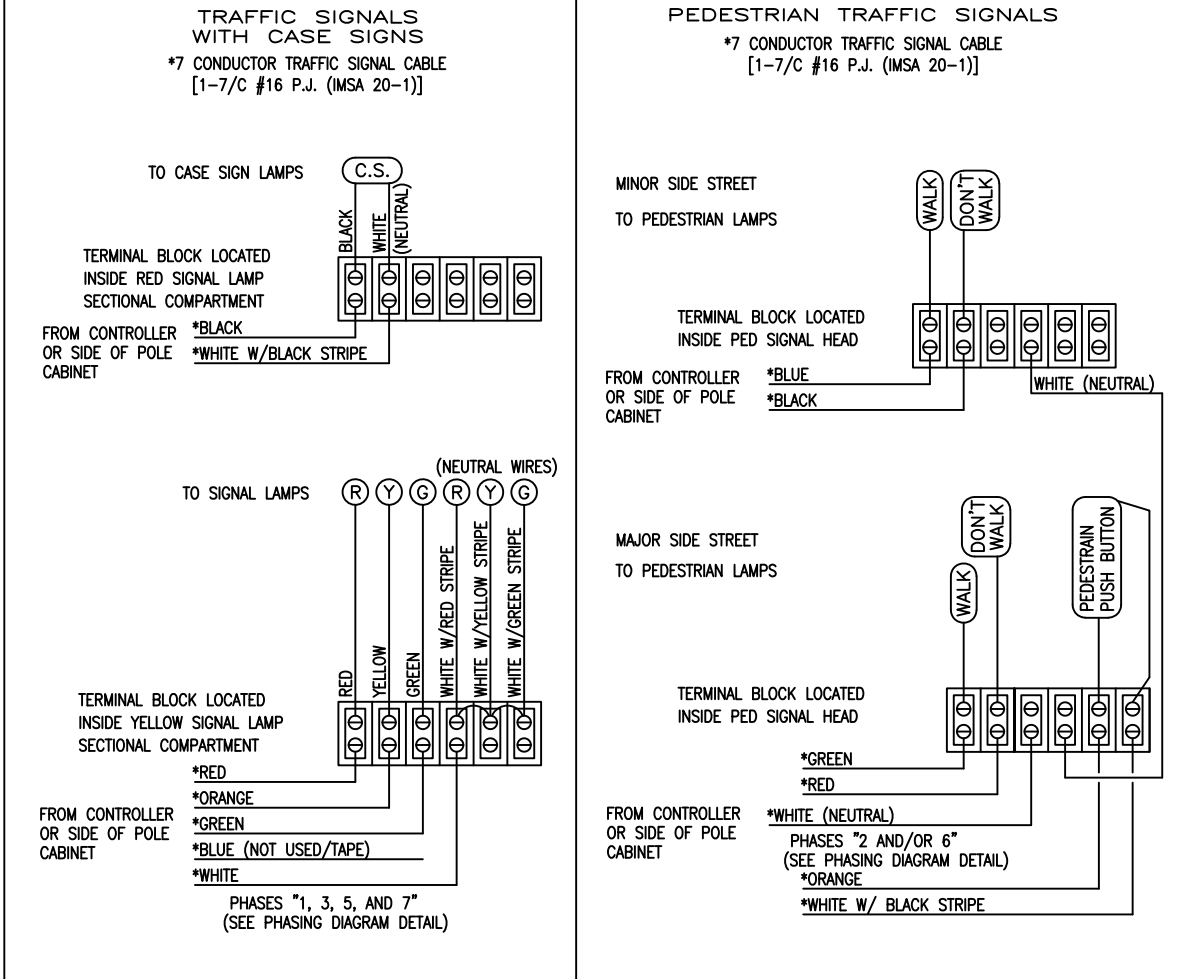 TRAFFIC SIGNALS
WITH CASE SIGNS
*7 CONDUCTOR TRAFFIC SIGNAL CABLE
[1-7/C #16 P.J. (IMSA 20-1)]
TO CASE SIGN LAMPS
C.S.
BLACK
WHITE
(NEUTRAL)
TERMINAL BLOCK LOCATED
INSIDE RED SIGNAL LAMP
SECTIONAL COMPARTMENT
FROM CONTROLLER
OR SIDE OF POLE
CABINET
*BLACK
*WHITE W/BLACK STRIPE
(NEUTRAL WIRES)
TO SIGNAL LAMPS
R Y G R Y G
RED
YELLOW
GREEN
WHITE W/RED STRIPE
WHITE W/YELLOW STRIPE
WHITE W/GREEN STRIPE
TERMINAL BLOCK LOCATED
INSIDE YELLOW SIGNAL LAMP
SECTIONAL COMPARTMENT
*RED
*ORANGE
*GREEN
*BLUE (NOT USED/TAPE)
*WHITE
FROM CONTROLLER
OR SIDE OF POLE
CABINET
PHASES "1, 3, 5, AND 7"
(SEE PHASING DIAGRAM DETAIL)
PEDESTRIAN TRAFFIC SIGNALS
*7 CONDUCTOR TRAFFIC SIGNAL CABLE
[1-7/C #16 P.J. (IMSA 20-1)]
MINOR SIDE STREET
TO PEDESTRIAN LAMPS
WALK
DON'T
WALK
TERMINAL BLOCK LOCATED
INSIDE PED SIGNAL HEAD
FROM CONTROLLER
OR SIDE OF POLE
CABINET
*BLUE
*BLACK
WHITE (NEUTRAL)
MAJOR SIDE STREET
TO PEDESTRIAN LAMPS
WALK
DON'T
WALK
PEDESTRAIN
PUSH BUTTON
TERMINAL BLOCK LOCATED
INSIDE PED SIGNAL HEAD
*GREEN
*RED
FROM CONTROLLER
OR SIDE OF POLE
CABINET
*WHITE (NEUTRAL)
PHASES "2 AND/OR 6"
(SEE PHASING DIAGRAM DETAIL)
*ORANGE
*WHITE W/ BLACK STRIPE